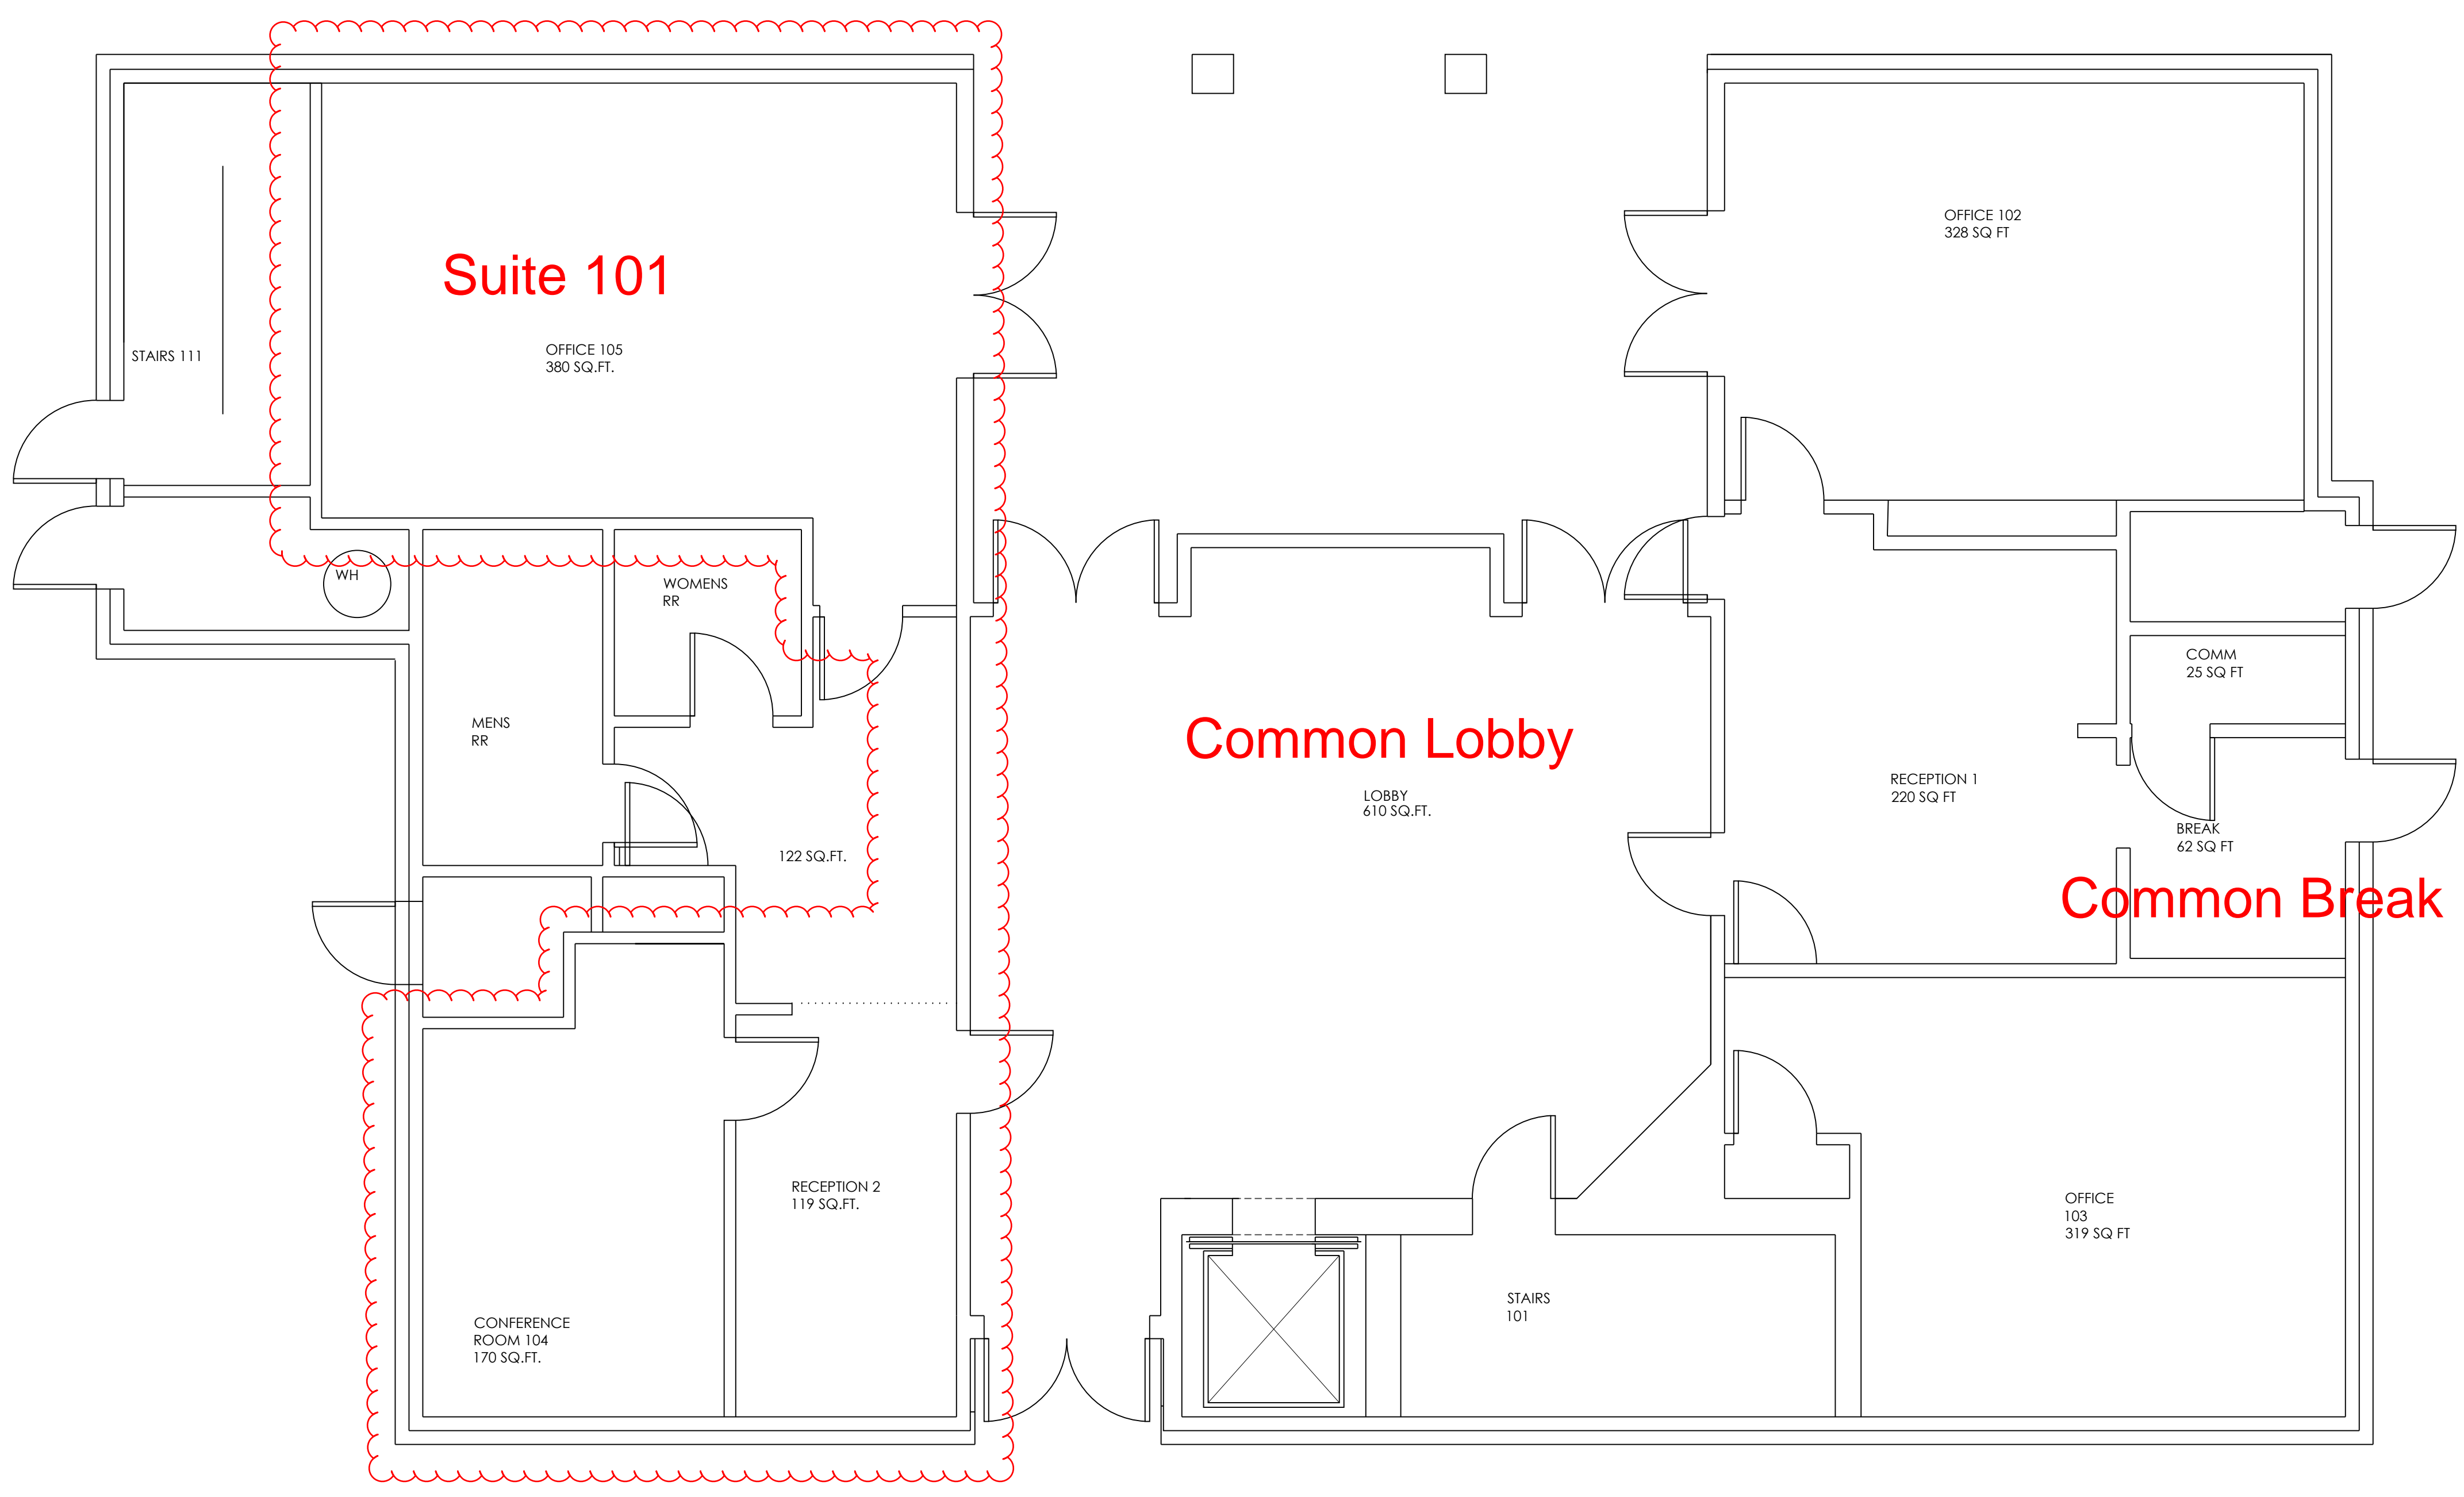 OFFICE 102
328 SQ FT
Suite 101
STAIRS 111
OFFICE 105
380 SQ.FT.
WH
WOMENS
RR
COMM
25 SQ FT
MENS
RR
Common Lobby
LOBBY
610 SQ.FT.
RECEPTION 1
220 SQ FT
BREAK
62 SQ FT
122 SQ.FT.
Common Break
RECEPTION 2
119 SQ.FT.
OFFICE
103
319 SQ FT
STAIRS
101
CONFERENCE
ROOM 104
170 SQ.FT.